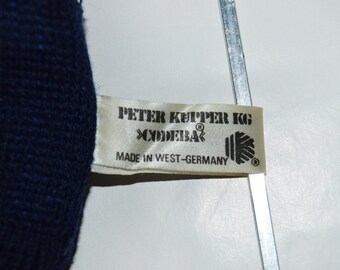 PETER KUPPER KG
CODEBA®
MADE IN WEST-GERMANY ®